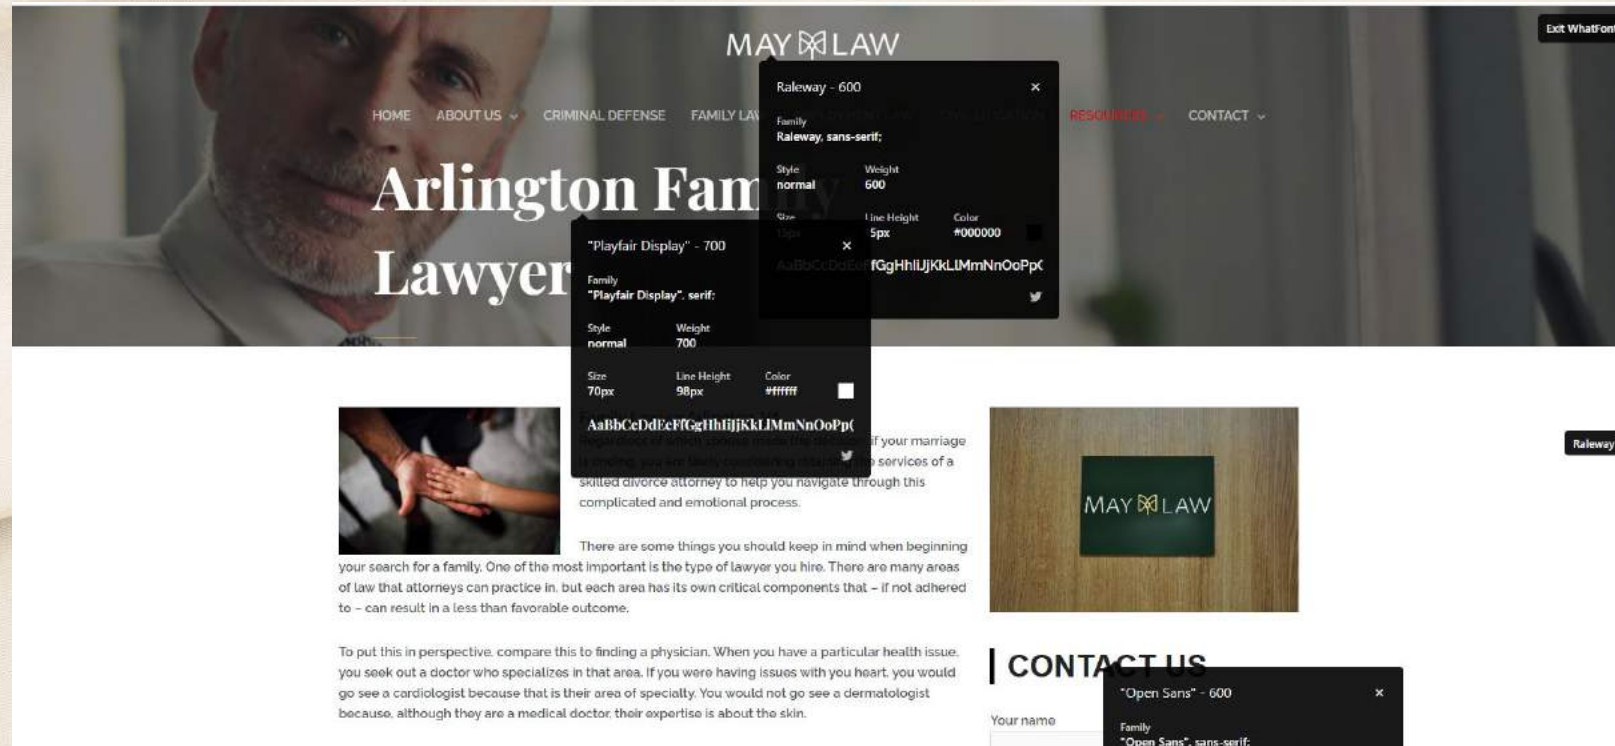 MAY LAW
Exit WhatFont
HOME ABOUT US CRIMINAL DEFENSE FAMILY LAW RESOURCES CONTACT
Arlington Family
Lawyer
Raleway - 600
Family
Raleway, sans-serif;
Style Weight
normal 600
Size Line Height Color
15px 5px #000000
AaBbCcDdEeFfGgHhIiJjKkLlMmNnOoPp
"Playfair Display" - 700
Family
"Playfair Display", serif;
Style Weight
normal 700
Size Line Height Color
70px 98px #ffffff
AaBbCcDdEeFfGgHhIiJjKkLlMmNnOoPp
if your marriage
services of a
skilled divorce attorney to help you navigate through this
complicated and emotional process.
There are some things you should keep in mind when beginning
your search for a family. One of the most important is the type of lawyer you hire. There are many areas
of law that attorneys can practice in, but each area has its own critical components that – if not adhered
to – can result in a less than favorable outcome.
To put this in perspective, compare this to finding a physician. When you have a particular health issue,
you seek out a doctor who specializes in that area. If you were having issues with you heart, you would
go see a cardiologist because that is their area of specialty. You would not go see a dermatologist
because, although they are a medical doctor, their expertise is about the skin.
MAY LAW
Raleway
CONTACT US
Your name
"Open Sans" - 600
Family
"Open Sans", sans-serif;